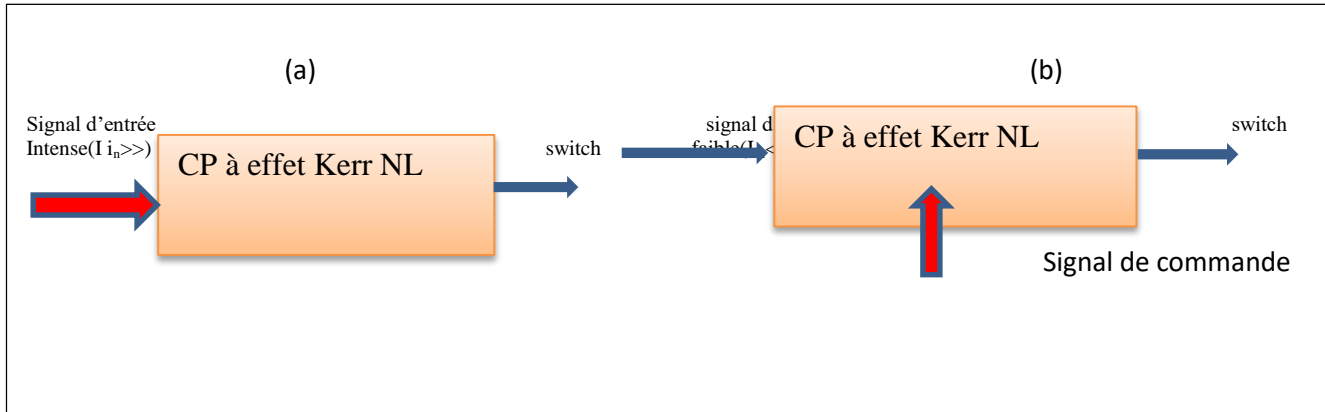 (a)
Signal d’entrée
Intense(I iₙ>>)
CP à effet Kerr NL
switch
(b)
signal d
CP à effet Kerr NL
switch
Signal de commande